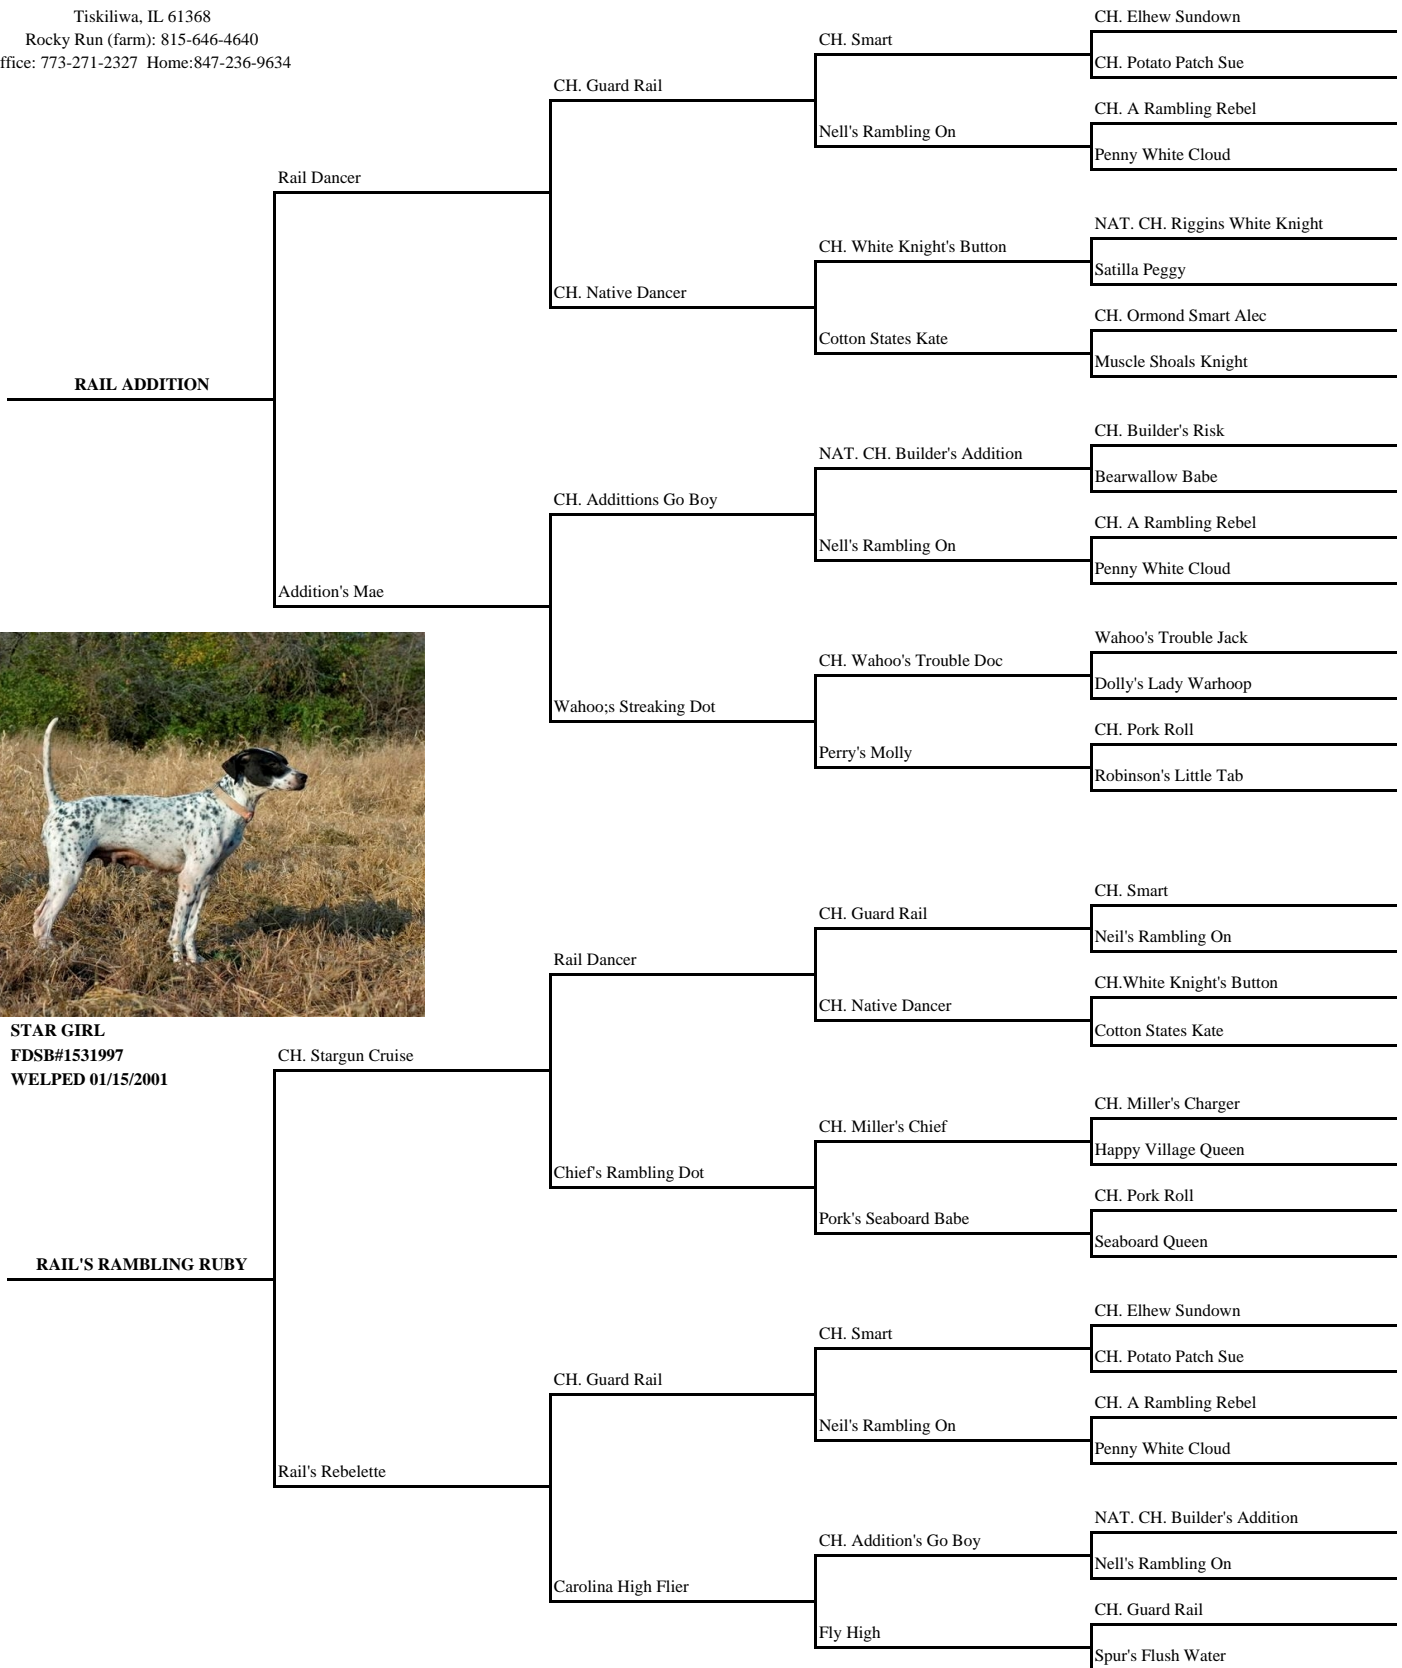 Tiskiliwa, IL 61368
Rocky Run (farm): 815-646-4640
ffice: 773-271-2327 Home:847-236-9634
CH. Elhew Sundown
CH. Smart
CH. Potato Patch Sue
CH. Guard Rail
CH. A Rambling Rebel
Nell's Rambling On
Penny White Cloud
Rail Dancer
NAT. CH. Riggins White Knight
CH. White Knight's Button
Satilla Peggy
CH. Native Dancer
CH. Ormond Smart Alec
Cotton States Kate
Muscle Shoals Knight
RAIL ADDITION
CH. Builder's Risk
NAT. CH. Builder's Addition
Bearwallow Babe
CH. Addittions Go Boy
CH. A Rambling Rebel
Nell's Rambling On
Penny White Cloud
Addition's Mae
Wahoo's Trouble Jack
CH. Wahoo's Trouble Doc
Dolly's Lady Warhoop
Wahoo;s Streaking Dot
CH. Pork Roll
Perry's Molly
Robinson's Little Tab
CH. Smart
CH. Guard Rail
Neil's Rambling On
Rail Dancer
CH.White Knight's Button
CH. Native Dancer
Cotton States Kate
STAR GIRL
FDSB#1531997
WELPED 01/15/2001
CH. Stargun Cruise
CH. Miller's Charger
CH. Miller's Chief
Happy Village Queen
Chief's Rambling Dot
CH. Pork Roll
Pork's Seaboard Babe
Seaboard Queen
RAIL'S RAMBLING RUBY
CH. Elhew Sundown
CH. Smart
CH. Potato Patch Sue
CH. Guard Rail
CH. A Rambling Rebel
Neil's Rambling On
Penny White Cloud
Rail's Rebelette
NAT. CH. Builder's Addition
CH. Addition's Go Boy
Nell's Rambling On
Carolina High Flier
CH. Guard Rail
Fly High
Spur's Flush Water